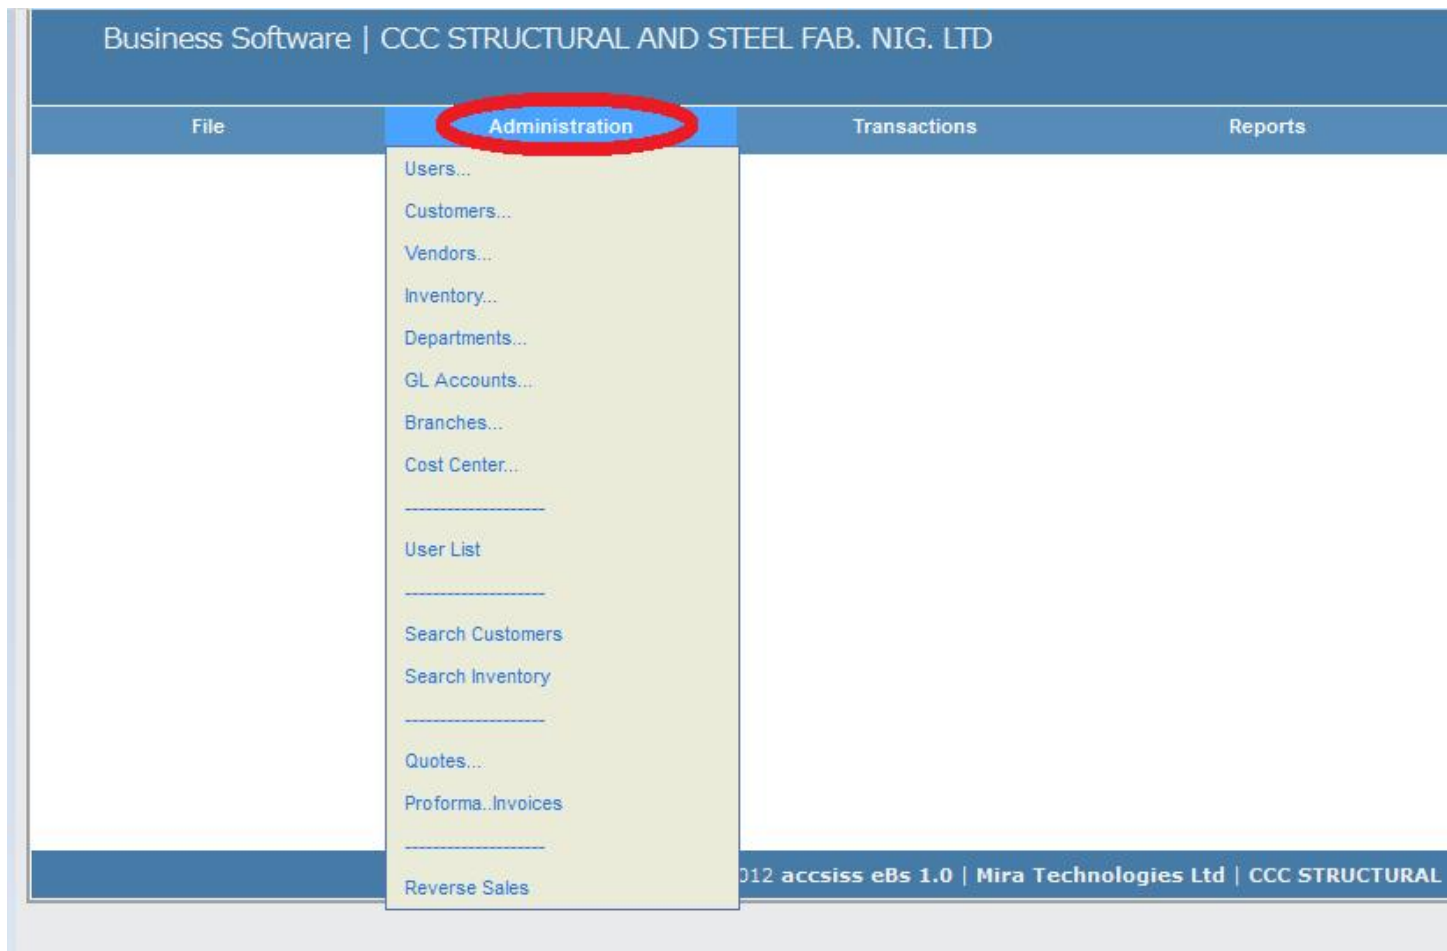 Business Software | CCC STRUCTURAL AND STEEL FAB. NIG. LTD
File Administration Transactions Reports
Users...
Customers...
Vendors...
Inventory...
Departments...
GL Accounts...
Branches...
Cost Center...
--------------------
User List
--------------------
Search Customers
Search Inventory
--------------------
Quotes...
Proforma..Invoices
--------------------
Reverse Sales
012 accsiss eBs 1.0 | Mira Technologies Ltd | CCC STRUCTURAL